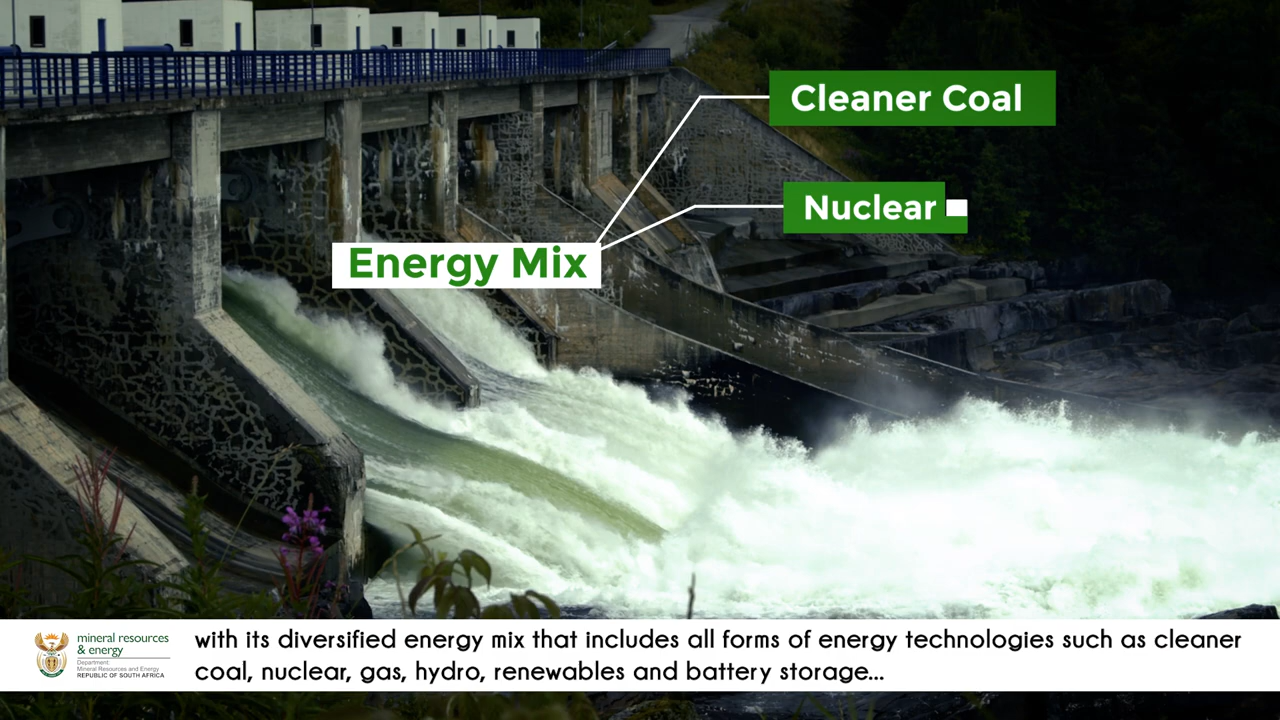 Cleaner Coal
Nuclear
Energy Mix
mineral resources
& energy
Department:
Mineral Resources and Energy
REPUBLIC OF SOUTH AFRICA
with its diversified energy mix that includes all forms of energy technologies such as cleaner
coal, nuclear, gas, hydro, renewables and battery storage...